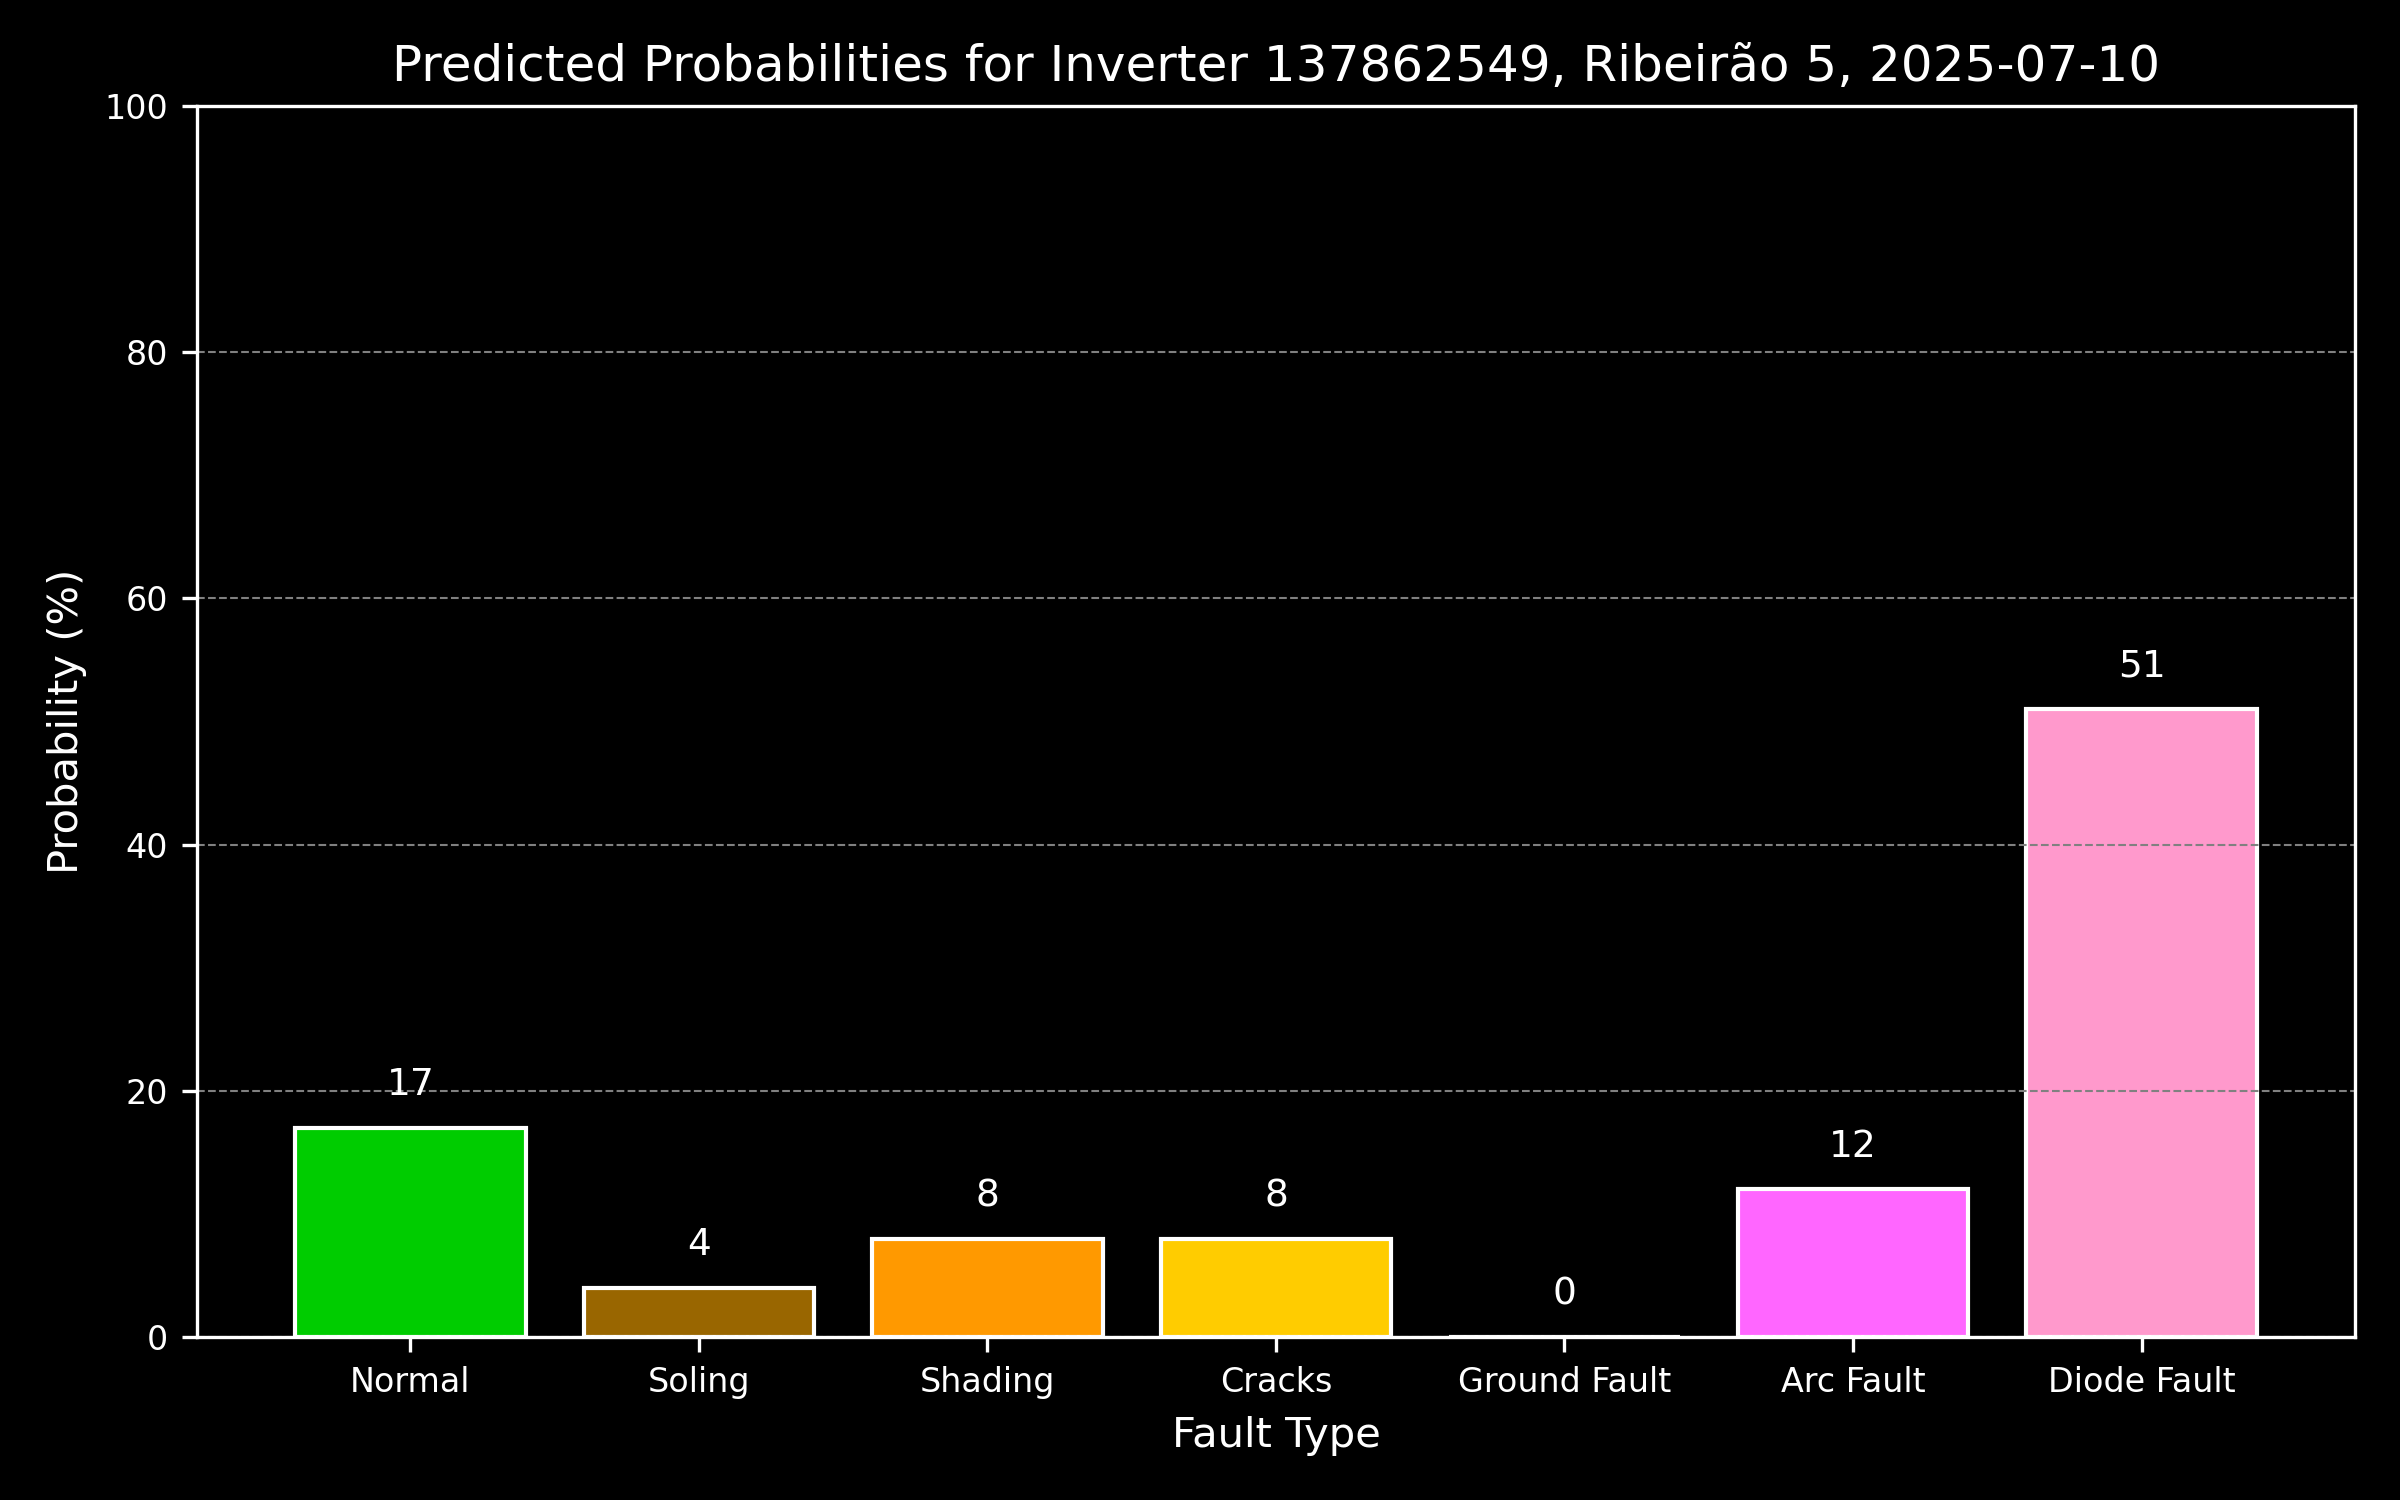 Predicted Probabilities for Inverter 137862549, Ribeirão 5, 2025-07-10
Probability (%)
100
80
60
40
20
0
17
4
8
8
0
12
51
Normal
Soling
Shading
Cracks
Ground Fault
Arc Fault
Diode Fault
Fault Type